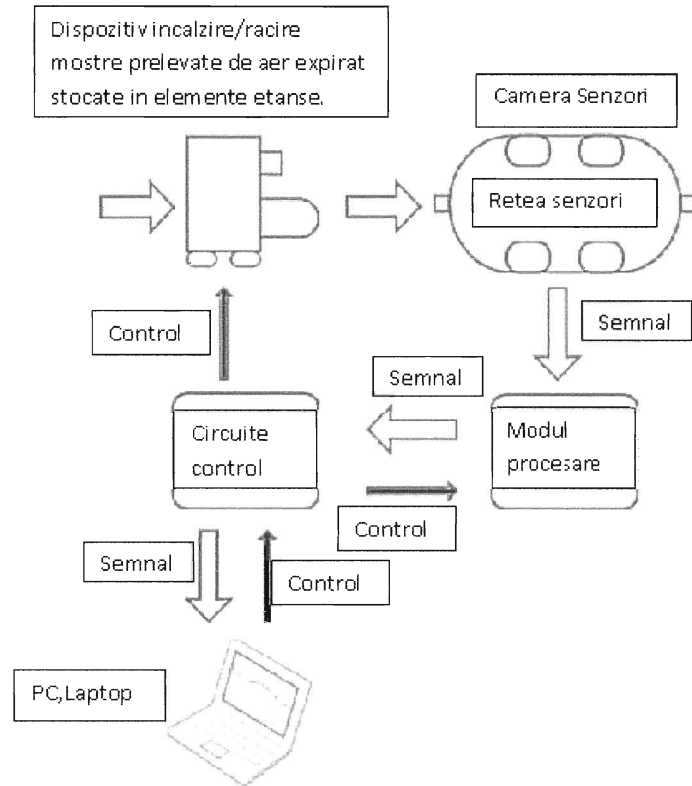 Dispozitiv incalzire/racire
mostre prelevate de aer expirat
stocate in elemente etanse.
Camera Senzori
Retea senzori
Control
Semnal
Semnal
Circuite
control
Modul
procesare
Control
Semnal
Control
PC,Laptop